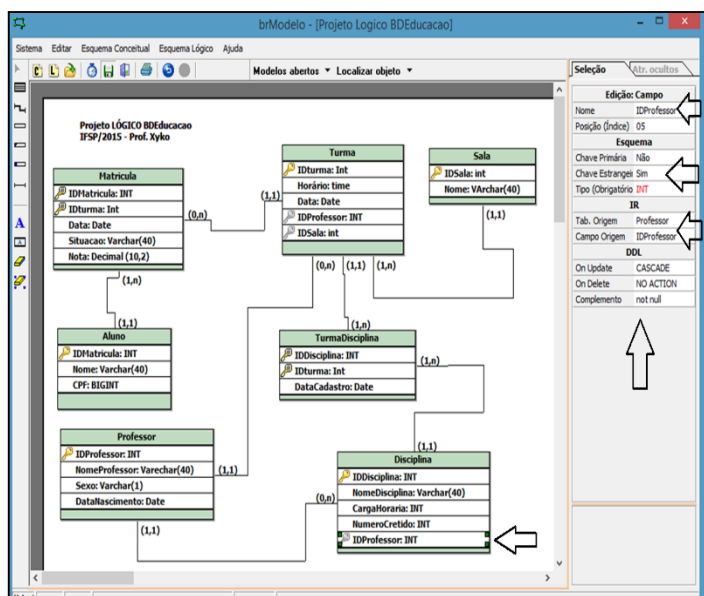 brModelo - [Projeto Logico BDEducacao]
Sistema Editar Esquema Conceitual Esquema Lógico Ajuda
Modelos abertos Localizar objeto
Projeto LÓGICO BDEducacao
IFSP/2015 - Prof. Xyko
Matricula
IDMatricula: INT
IDturma: Int
Data: Date
Situacao: Varchar(40)
Nota: Decimal (10,2)
(0,n)
(1,1)
(1,n)
Turma
IDturma: Int
Horário: time
Data: Date
IDProfessor: INT
IDSala: int
(0,n) (1,1) (1,n)
Sala
IDSala: int
Nome: VArchar(40)
(1,1)
(1,1)
Aluno
IDMatricula: INT
Nome: Varchar(40)
CPF: BIGINT
(1,n)
TurmaDisciplina
IDDisciplina: INT
IDturma: Int
DataCadastro: Date
(1,n)
Professor
IDProfessor: INT
NomeProfessor: Varechar(40)
Sexo: Varchar(1)
DataNascimento: Date
(1,1)
(1,1)
(1,1)
Disciplina
IDDisciplina: INT
NomeDisciplina: Varchar(40)
CargaHoraria: INT
NumeroCretido: INT
IDProfessor: INT
(0,n)
Seleção Atr. ocultos
Edição: Campo
Nome IDProfessor
Posição (Índice) 05
Esquema
Chave Primária Não
Chave Estrangei Sim
Tipo (Obrigatório INT
IR
Tab. Origem Professor
Campo Origem IDProfessor
DDL
On Update CASCADE
On Delete NO ACTION
Complemento not null